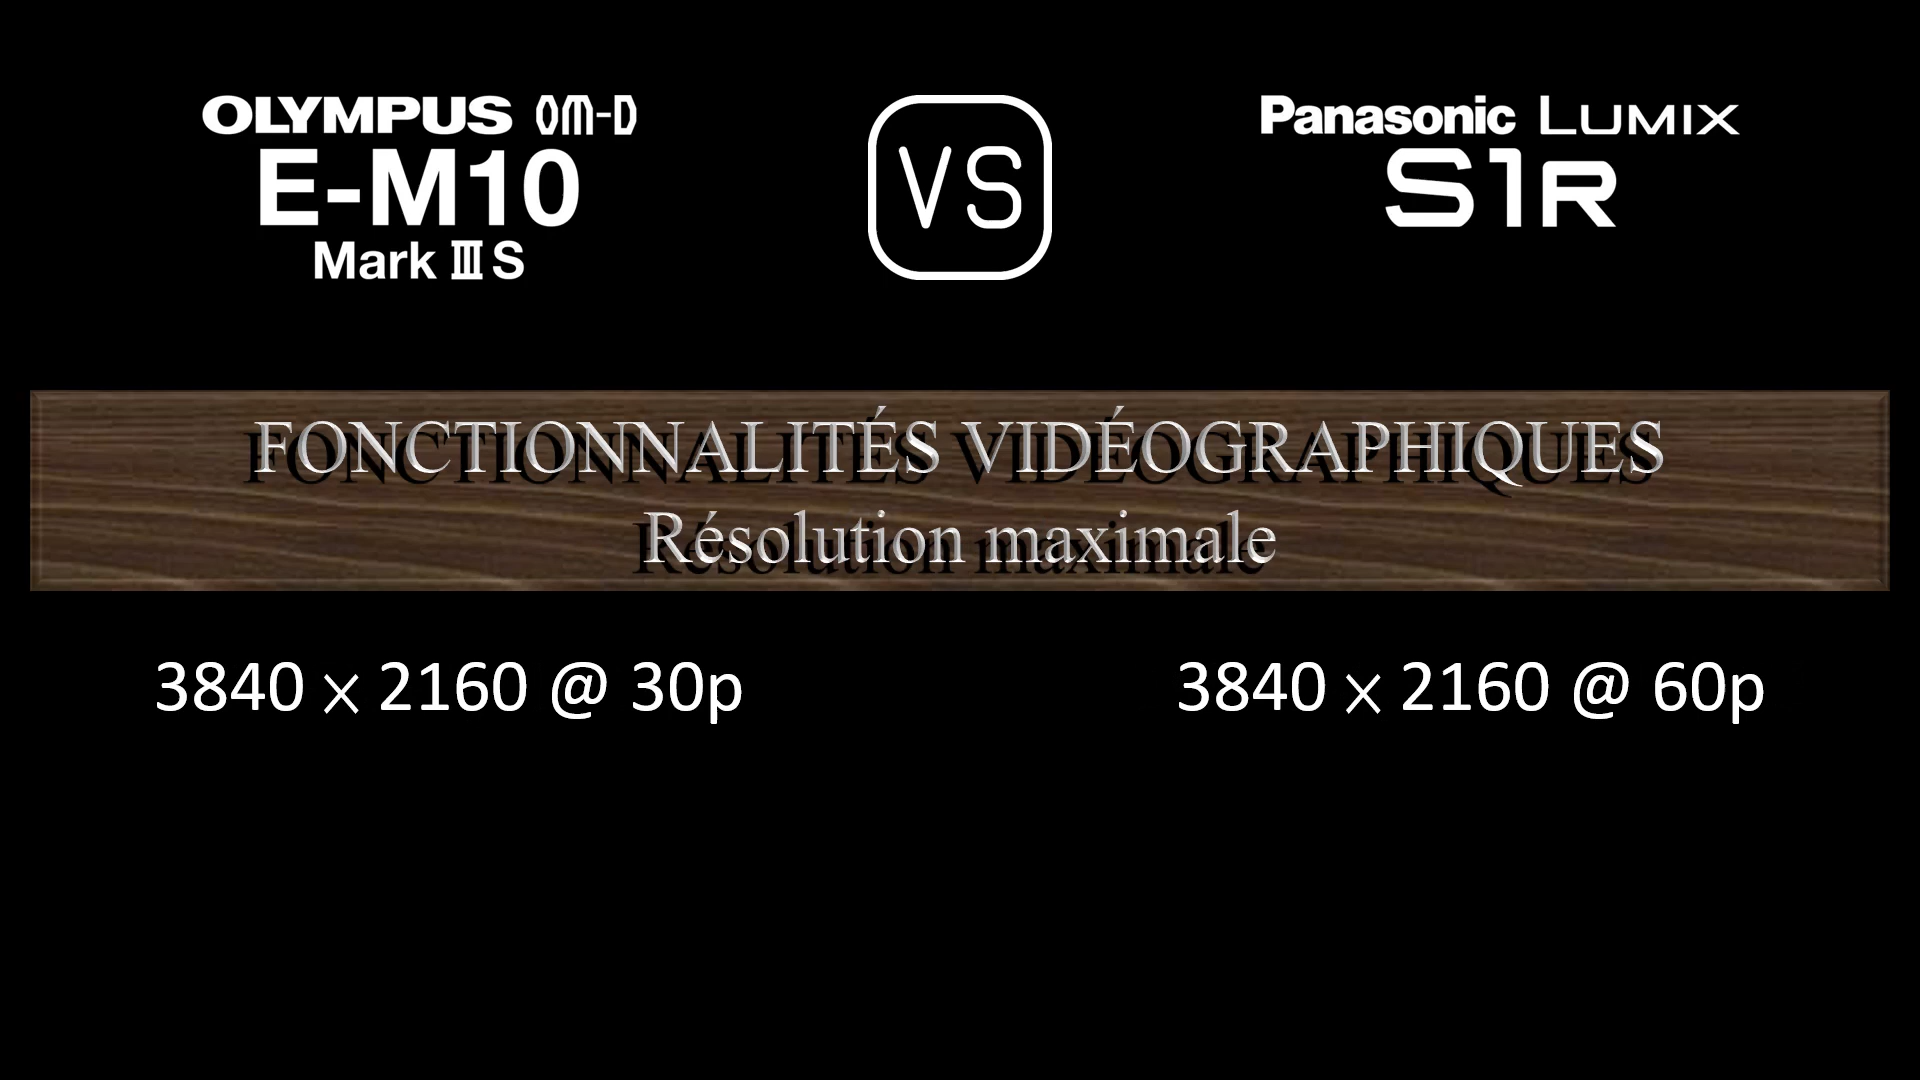 OLYMPUS OM-D
E-M10
Mark III S
VS
Panasonic LUMIX
S1R
FONCTIONNALITÉS VIDÉOGRAPHIQUES
Résolution maximale
3840 x 2160 @ 30p
3840 x 2160 @ 60p